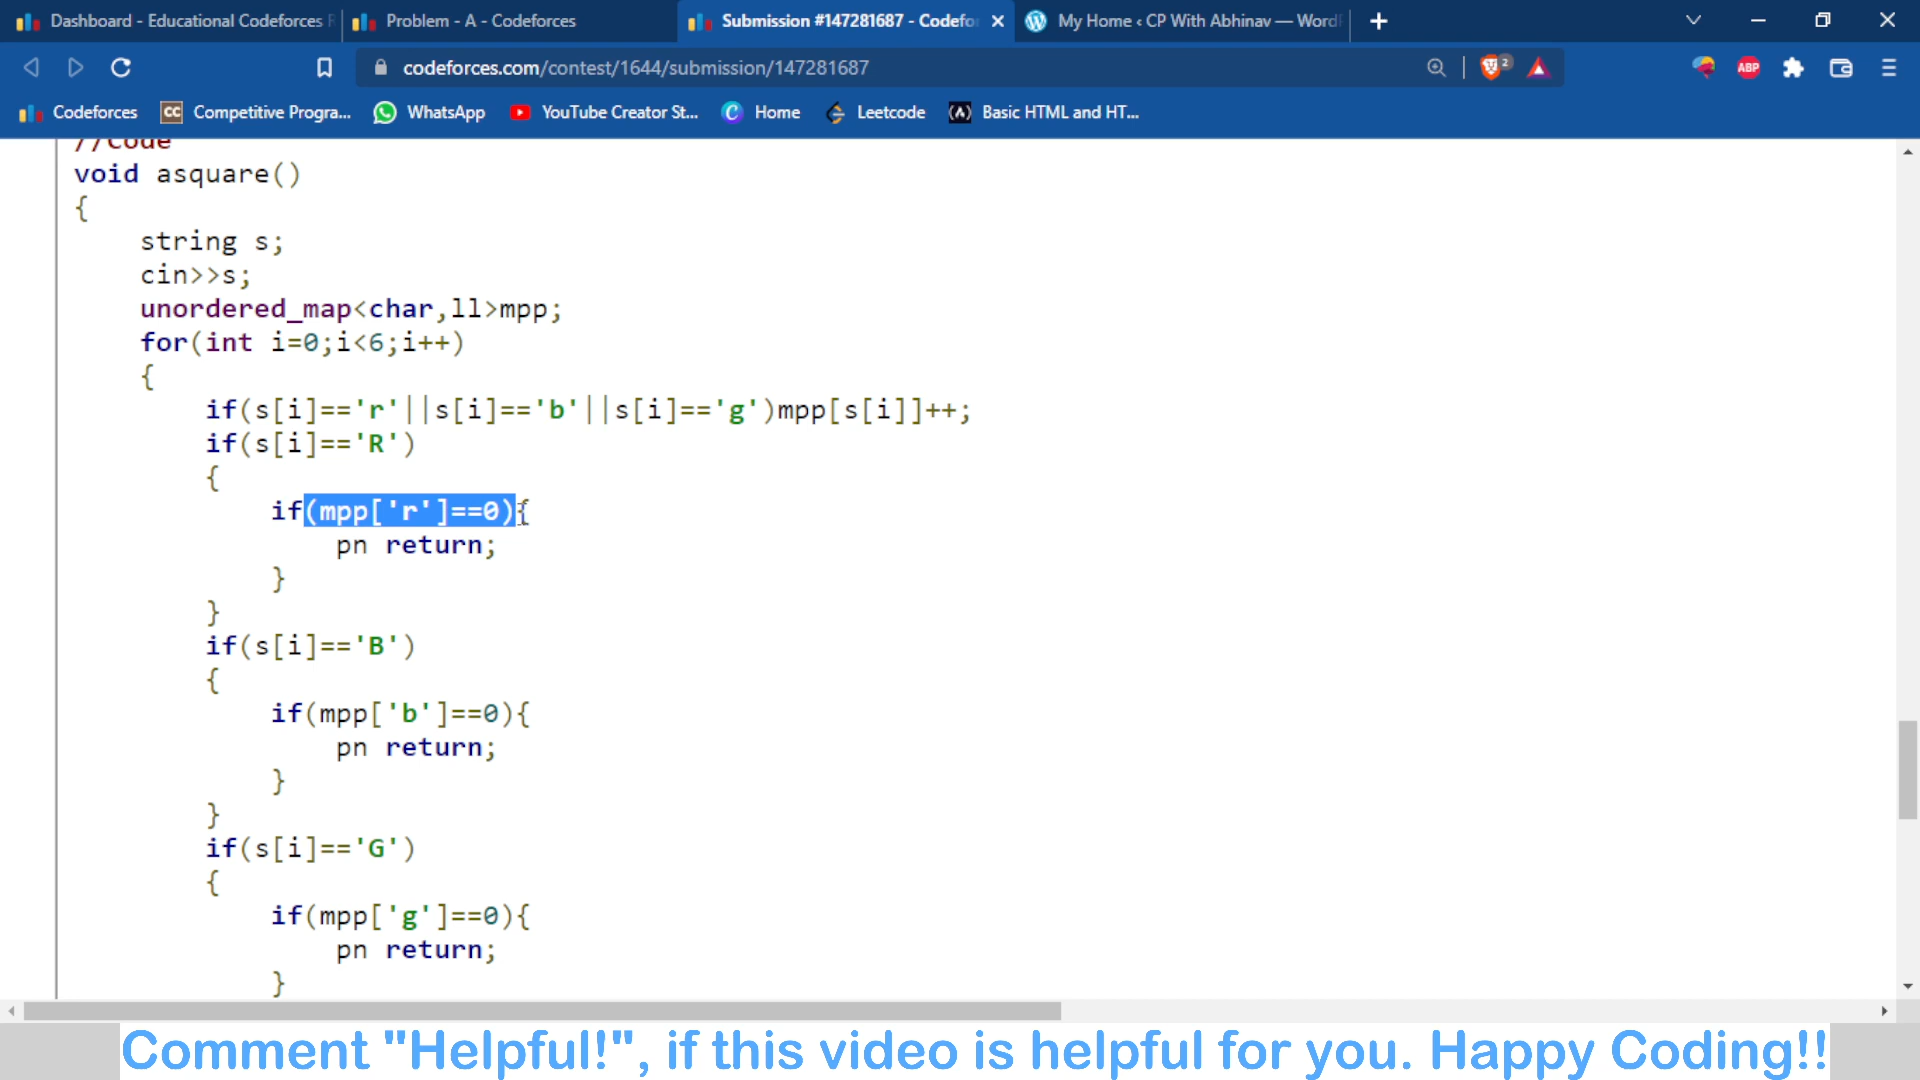 Dashboard - Educational Codeforces R
Problem - A - Codeforces
Submission #147281687 - Codefo
My Home ‹ CP With Abhinav — WordP
codeforces.com/contest/1644/submission/147281687
2
ABP
Codeforces
CC
Competitive Progra...
WhatsApp
YouTube Creator St...
C
Home
Leetcode
(A)
Basic HTML and HT...
//Code
void asquare()
{
string s;
cin>>s;
unordered_map<char,ll>mpp;
for(int i=0;i<6;i++)
{
if(s[i]=='r'||s[i]=='b'||s[i]=='g')mpp[s[i]]++;
if(s[i]=='R')
{
if(mpp['r']==0){
pn return;
}
}
if(s[i]=='B')
{
if(mpp['b']==0){
pn return;
}
}
if(s[i]=='G')
{
if(mpp['g']==0){
pn return;
}
Comment "Helpful!", if this video is helpful for you. Happy Coding!!